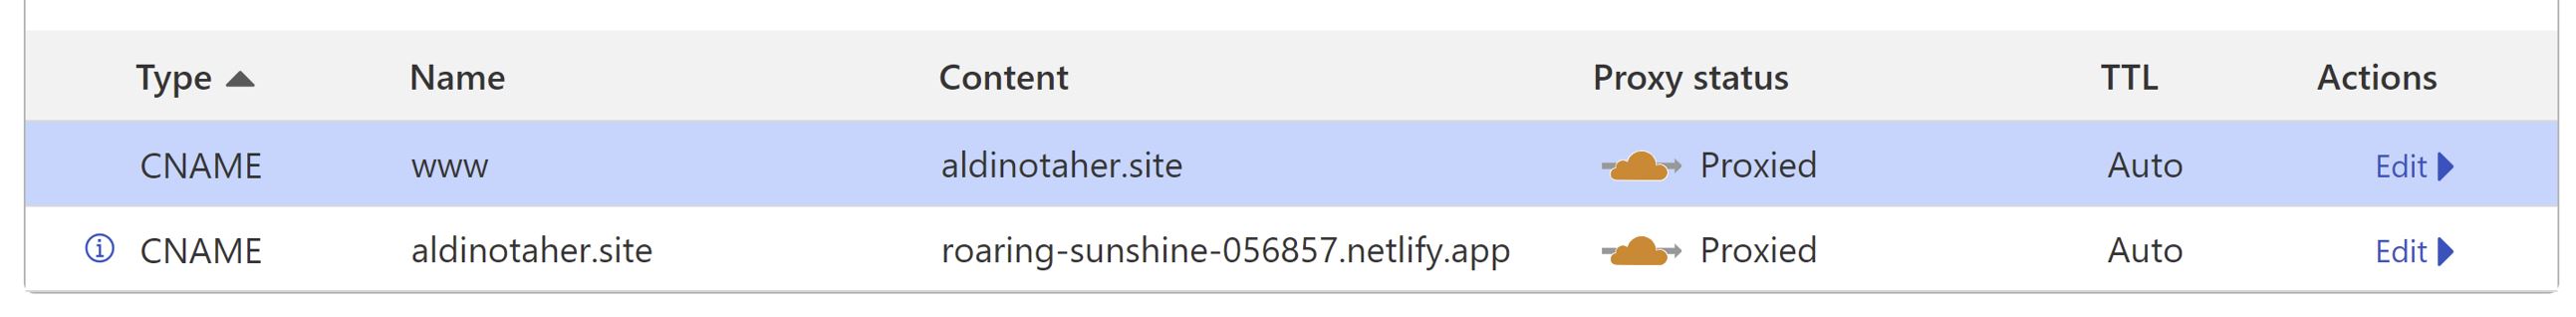 Type Name Content Proxy status TTL Actions
CNAME www aldinotaher.site Proxied Auto Edit
CNAME aldinotaher.site roaring-sunshine-056857.netlify.app Proxied Auto Edit